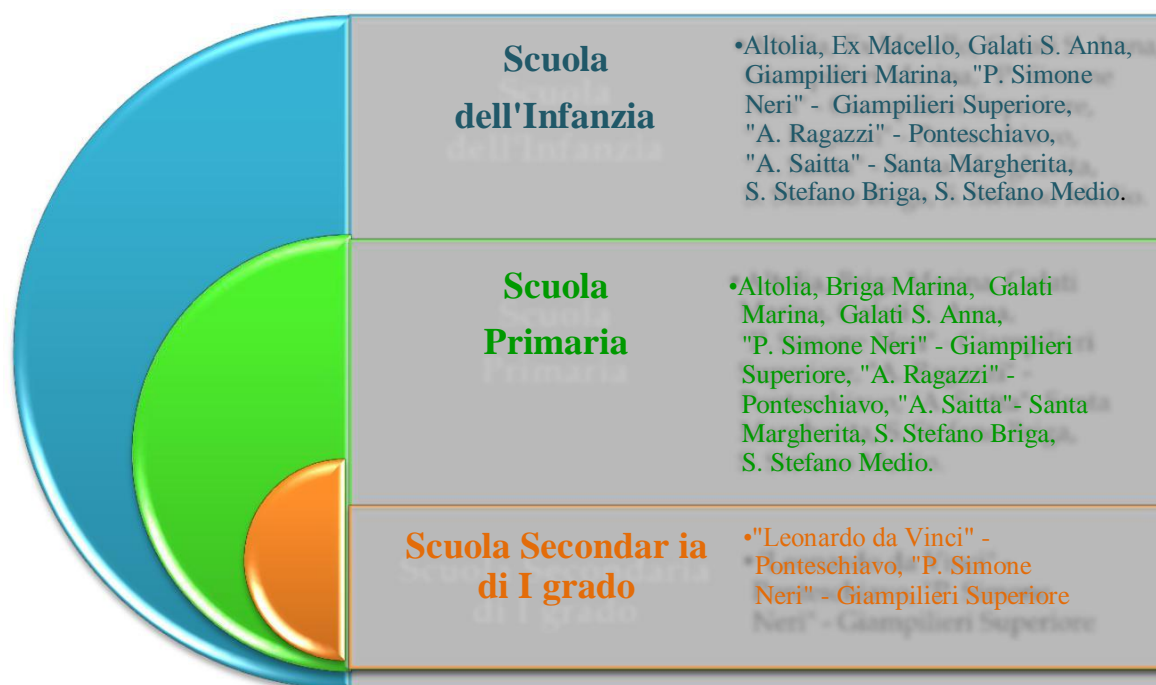 Scuola
dell'Infanzia
•Altolia, Ex Macello, Galati S. Anna,
Giampilieri Marina, "P. Simone
Neri" - Giampilieri Superiore,
"A. Ragazzi" - Ponteschiavo,
"A. Saitta" - Santa Margherita,
S. Stefano Briga, S. Stefano Medio.
Scuola
Primaria
•Altolia, Briga Marina, Galati
Marina, Galati S. Anna,
"P. Simone Neri" - Giampilieri
Superiore, "A. Ragazzi" -
Ponteschiavo, "A. Saitta"- Santa
Margherita, S. Stefano Briga,
S. Stefano Medio.
Scuola Secondar ia
di I grado
•"Leonardo da Vinci" -
Ponteschiavo, "P. Simone
Neri" - Giampilieri Superiore